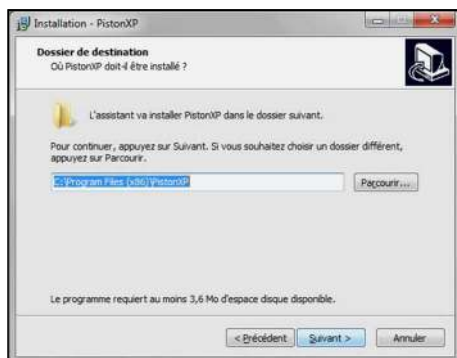 Installation - PistonXP
Dossier de destination
Où PistonXP doit-il être installé ?
L'assistant va installer PistonXP dans le dossier suivant.
Pour continuer, appuyez sur Suivant. Si vous souhaitez choisir un dossier différent,
appuyez sur Parcourir.
C:\Program Files (x86)\PistonXP
Parcourir...
Le programme requiert au moins 3,6 Mo d'espace disque disponible.
< Précédent
Suivant >
Annuler